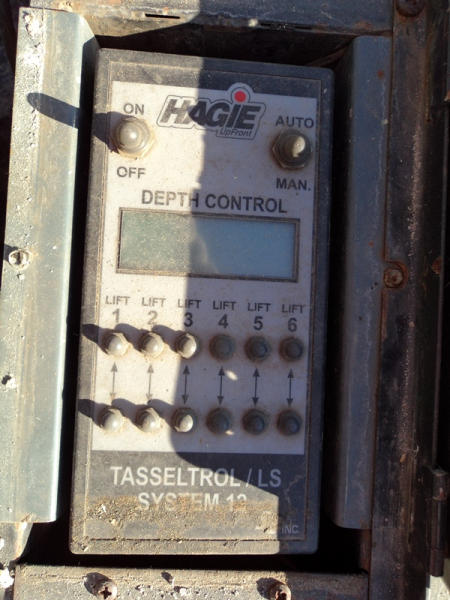 ON
HAGIE
UpFront
AUTO
OFF
MAN.
DEPTH CONTROL
LIFT LIFT LIFT LIFT LIFT LIFT
1 2 3 4 5 6
TASSELTROL/LS
SYSTEM 12
INC.